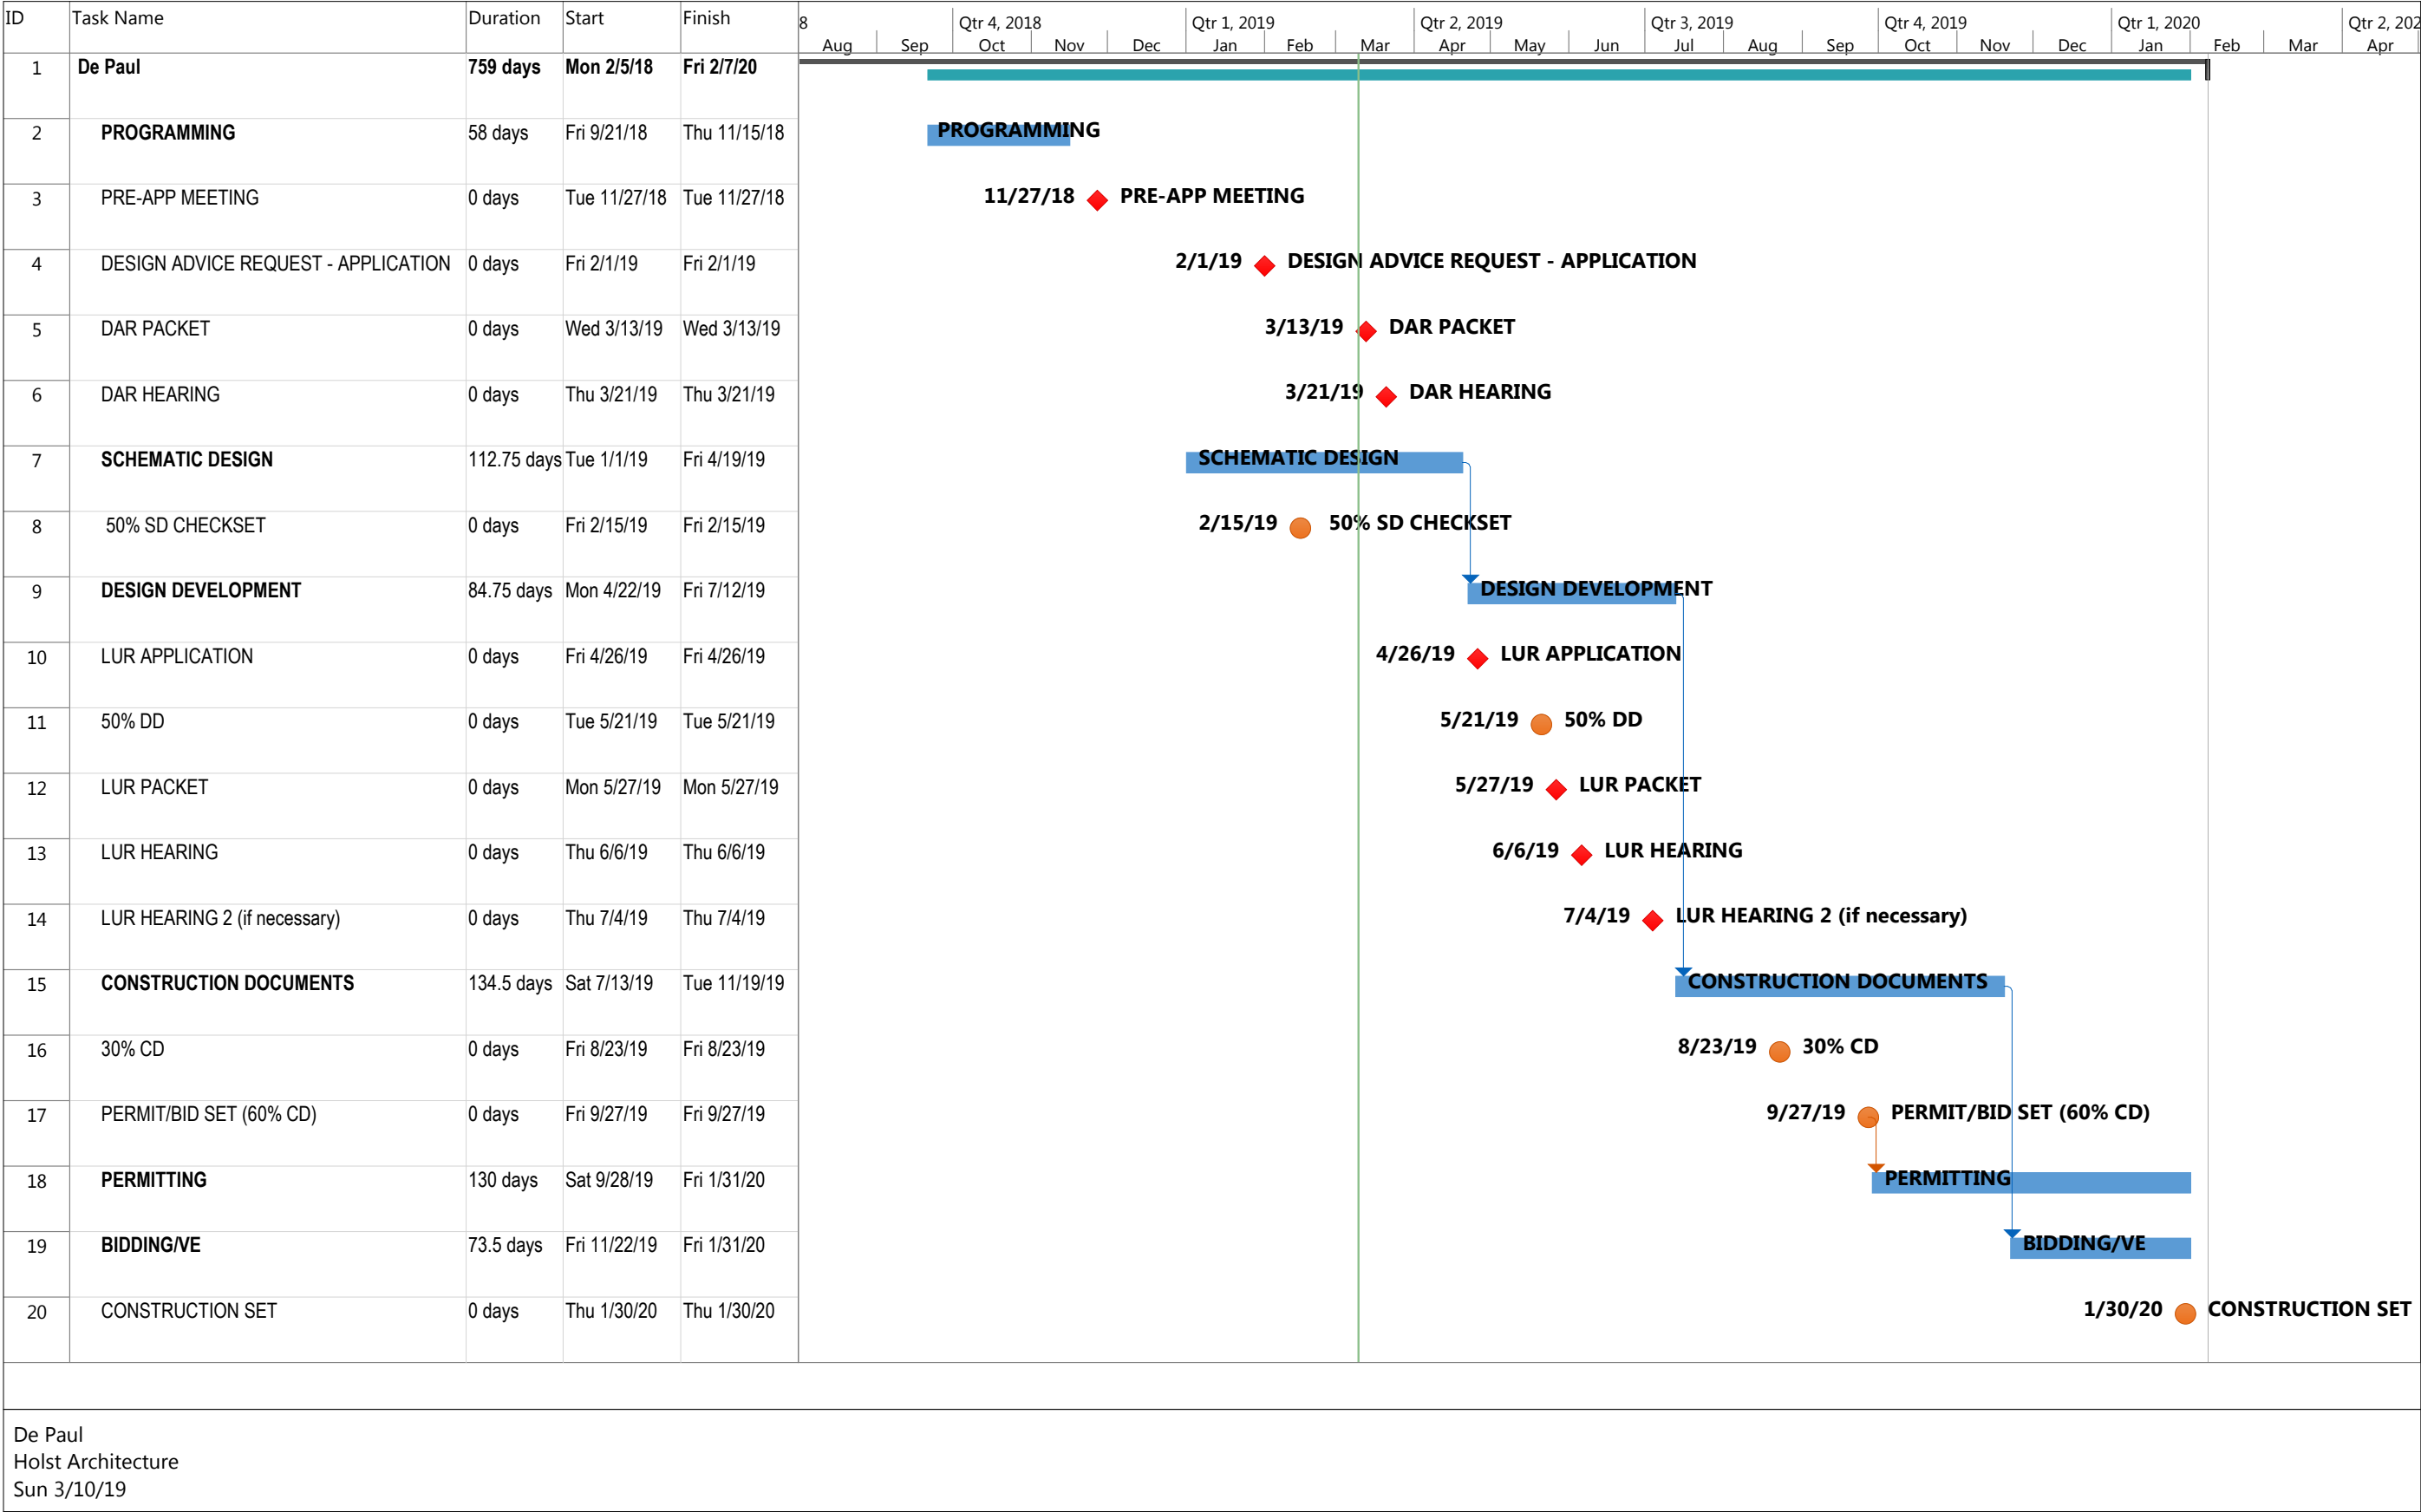 ID Task Name Duration Start Finish 8 Qtr 4, 2018 Qtr 1, 2019 Qtr 2, 2019 Qtr 3, 2019 Qtr 4, 2019 Qtr 1, 2020 Qtr 2, 202
Aug Sep Oct Nov Dec Jan Feb Mar Apr May Jun Jul Aug Sep Oct Nov Dec Jan Feb Mar Apr
1 De Paul 759 days Mon 2/5/18 Fri 2/7/20
2 PROGRAMMING 58 days Fri 9/21/18 Thu 11/15/18 PROGRAMMING
3 PRE-APP MEETING 0 days Tue 11/27/18 Tue 11/27/18 11/27/18 PRE-APP MEETING
4 DESIGN ADVICE REQUEST - APPLICATION 0 days Fri 2/1/19 Fri 2/1/19 2/1/19 DESIGN ADVICE REQUEST - APPLICATION
5 DAR PACKET 0 days Wed 3/13/19 Wed 3/13/19 3/13/19 DAR PACKET
6 DAR HEARING 0 days Thu 3/21/19 Thu 3/21/19 3/21/19 DAR HEARING
7 SCHEMATIC DESIGN 112.75 days Tue 1/1/19 Fri 4/19/19 SCHEMATIC DESIGN
8 50% SD CHECKSET 0 days Fri 2/15/19 Fri 2/15/19 2/15/19 50% SD CHECKSET
9 DESIGN DEVELOPMENT 84.75 days Mon 4/22/19 Fri 7/12/19 DESIGN DEVELOPMENT
10 LUR APPLICATION 0 days Fri 4/26/19 Fri 4/26/19 4/26/19 LUR APPLICATION
11 50% DD 0 days Tue 5/21/19 Tue 5/21/19 5/21/19 50% DD
12 LUR PACKET 0 days Mon 5/27/19 Mon 5/27/19 5/27/19 LUR PACKET
13 LUR HEARING 0 days Thu 6/6/19 Thu 6/6/19 6/6/19 LUR HEARING
14 LUR HEARING 2 (if necessary) 0 days Thu 7/4/19 Thu 7/4/19 7/4/19 LUR HEARING 2 (if necessary)
15 CONSTRUCTION DOCUMENTS 134.5 days Sat 7/13/19 Tue 11/19/19 CONSTRUCTION DOCUMENTS
16 30% CD 0 days Fri 8/23/19 Fri 8/23/19 8/23/19 30% CD
17 PERMIT/BID SET (60% CD) 0 days Fri 9/27/19 Fri 9/27/19 9/27/19 PERMIT/BID SET (60% CD)
18 PERMITTING 130 days Sat 9/28/19 Fri 1/31/20 PERMITTING
19 BIDDING/VE 73.5 days Fri 11/22/19 Fri 1/31/20 BIDDING/VE
20 CONSTRUCTION SET 0 days Thu 1/30/20 Thu 1/30/20 1/30/20 CONSTRUCTION SET
De Paul
Holst Architecture
Sun 3/10/19